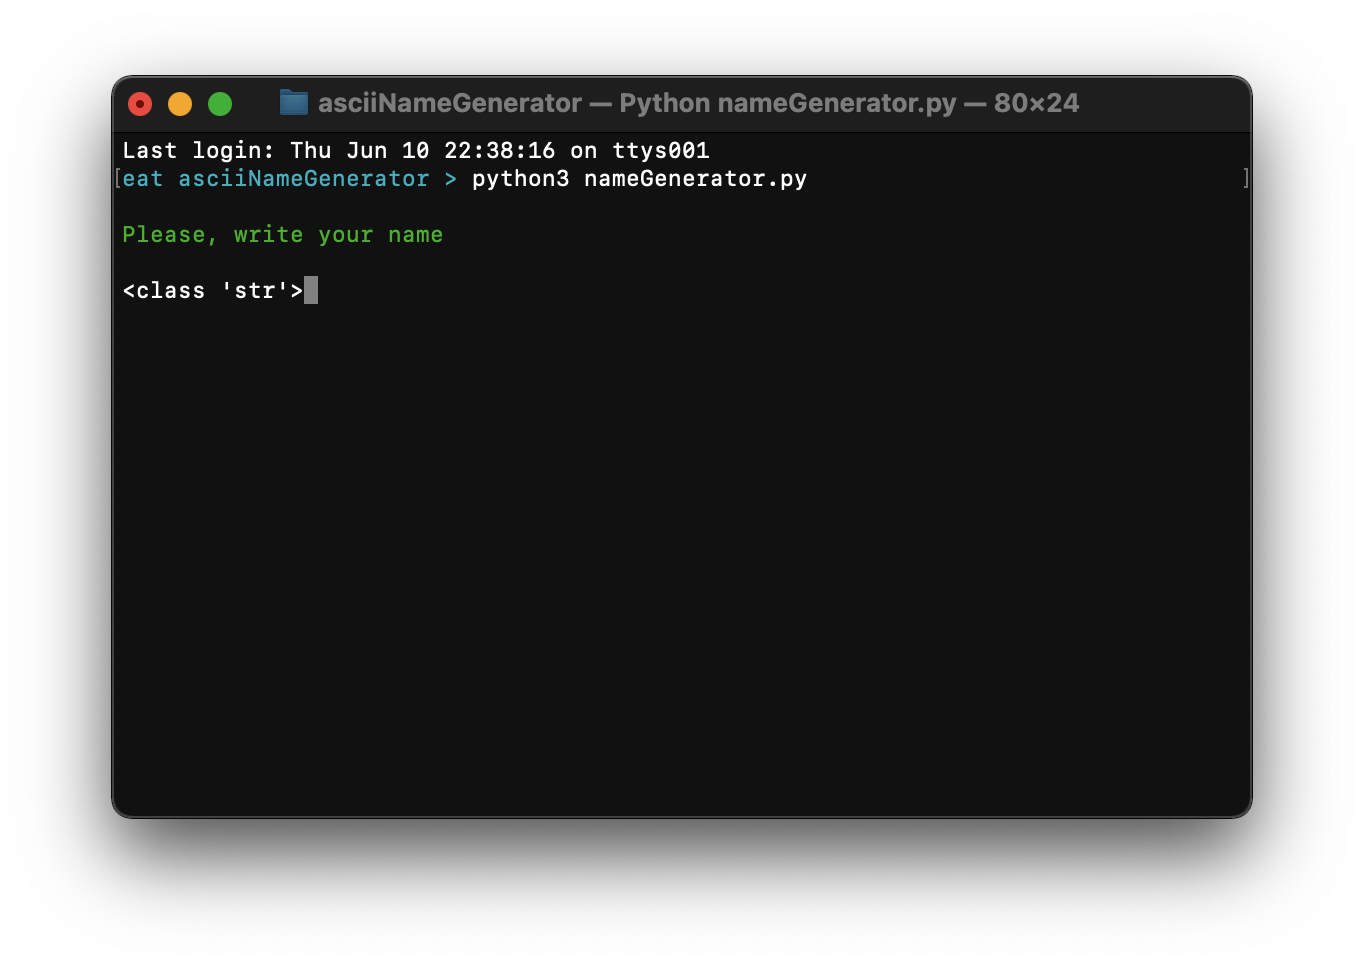 asciiNameGenerator — Python nameGenerator.py — 80×24
Last login: Thu Jun 10 22:38:16 on ttys001
[eat asciiNameGenerator > python3 nameGenerator.py ]
Please, write your name
<class 'str'>